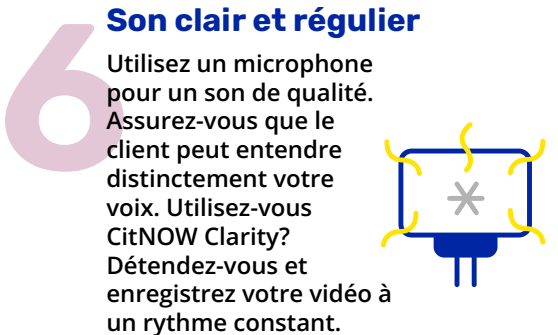 6
Son clair et régulier
Utilisez un microphone
pour un son de qualité.
Assurez-vous que le
client peut entendre
distinctement votre
voix. Utilisez-vous
CitNOW Clarity?
Détendez-vous et
enregistrez votre vidéo à
un rythme constant.